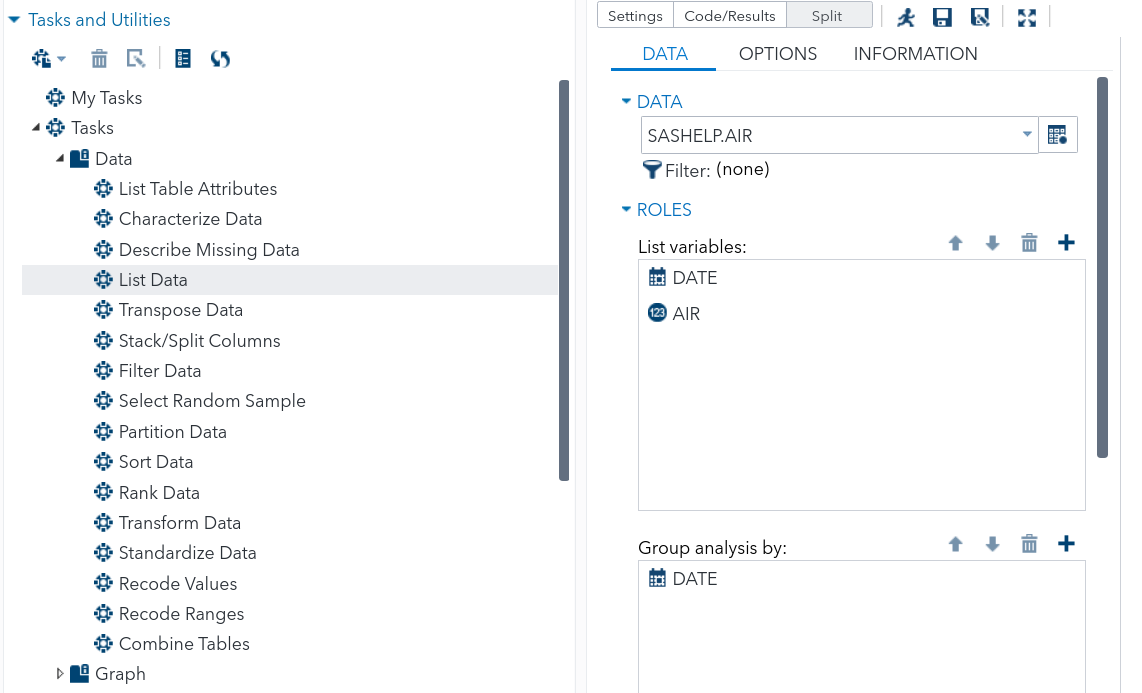 Tasks and Utilities
My Tasks
Tasks
Data
List Table Attributes
Characterize Data
Describe Missing Data
List Data
Transpose Data
Stack/Split Columns
Filter Data
Select Random Sample
Partition Data
Sort Data
Rank Data
Transform Data
Standardize Data
Recode Values
Recode Ranges
Combine Tables
Graph
Settings Code/Results Split
DATA OPTIONS INFORMATION
DATA
SASHELP.AIR
Filter: (none)
ROLES
List variables:
DATE
123 AIR
Group analysis by:
DATE